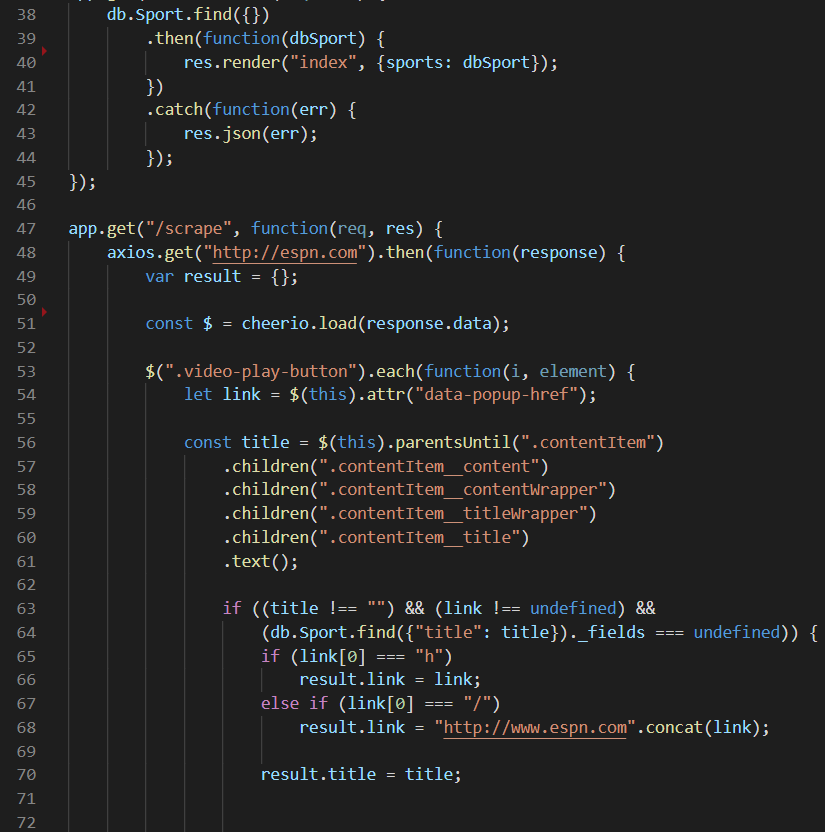 38 db.Sport.find({})
39 .then(function(dbSport) {
40 res.render("index", {sports: dbSport});
41 })
42 .catch(function(err) {
43 res.json(err);
44 });
45 });
46
47 app.get("/scrape", function(req, res) {
48 axios.get("http://espn.com").then(function(response) {
49 var result = {};
50
51 const $ = cheerio.load(response.data);
52
53 $(".video-play-button").each(function(i, element) {
54 let link = $(this).attr("data-popup-href");
55
56 const title = $(this).parentsUntil(".contentItem")
57 .children(".contentItem__content")
58 .children(".contentItem__contentWrapper")
59 .children(".contentItem__titleWrapper")
60 .children(".contentItem__title")
61 .text();
62
63 if ((title !== "") && (link !== undefined) &&
64 (db.Sport.find({"title": title})._fields === undefined)) {
65 if (link[0] === "h")
66 result.link = link;
67 else if (link[0] === "/")
68 result.link = "http://www.espn.com".concat(link);
69
70 result.title = title;
71
72